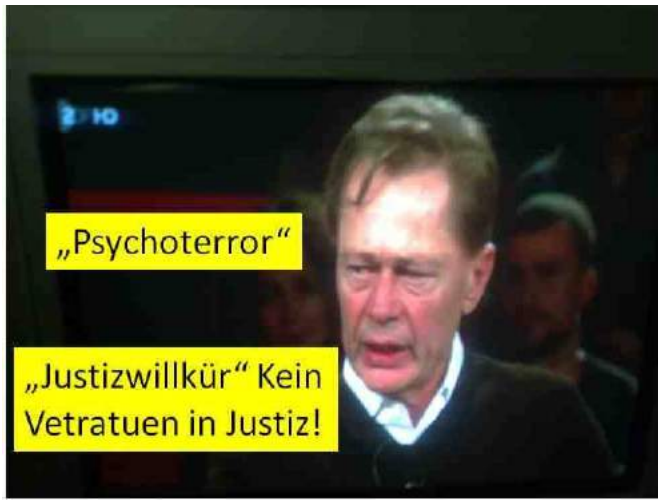 „Psychoterror“
„Justizwillkür“ Kein
Vetratuen in Justiz!